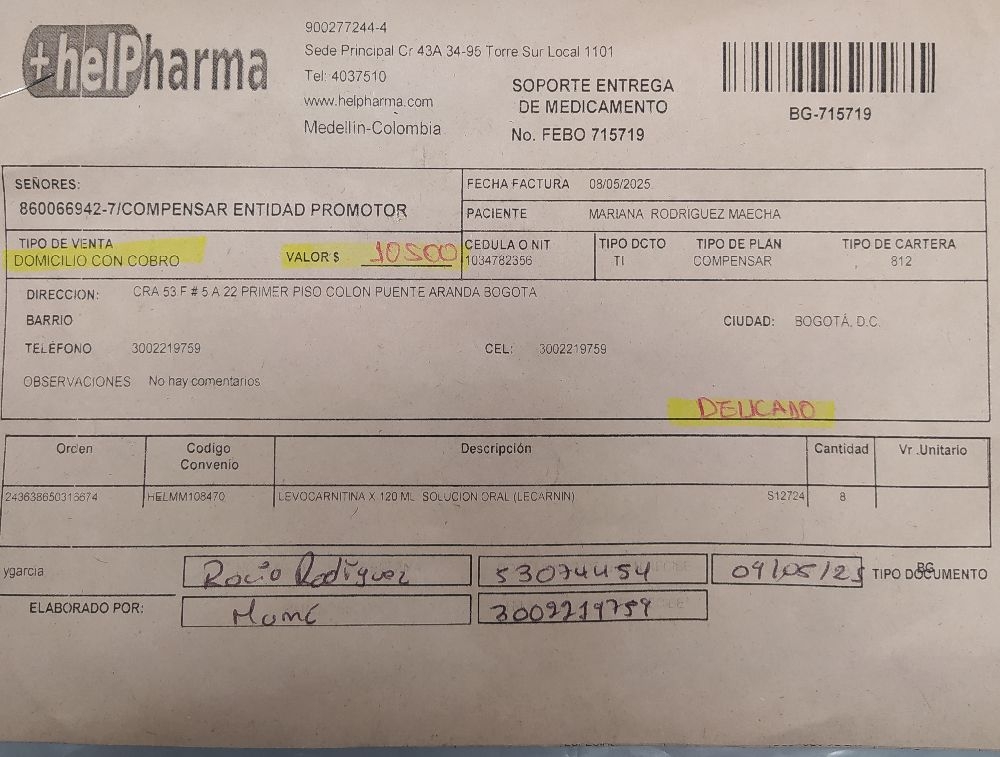 +helPharma
900277244-4
Sede Principal Cr 43A 34-95 Torre Sur Local 1101
Tel: 4037510
www.helpharma.com
Medellín-Colombia
SOPORTE ENTREGA
DE MEDICAMENTO
No. FEBO 715719
BG-715719
SEÑORES:
860066942-7/COMPENSAR ENTIDAD PROMOTOR
FECHA FACTURA 08/05/2025
PACIENTE MARIANA RODRIGUEZ MAECHA
TIPO DE VENTA
DOMICILIO CON COBRO
VALOR $ 10500
CEDULA O NIT
1034782356
TIPO DCTO
TI
TIPO DE PLAN
COMPENSAR
TIPO DE CARTERA
812
DIRECCION: CRA 53 F # 5 A 22 PRIMER PISO COLON PUENTE ARANDA BOGOTA
BARRIO
CIUDAD: BOGOTÁ, D.C.
TELÉFONO 3002219759
CEL: 3002219759
OBSERVACIONES No hay comentarios
DELICADO
Orden Codigo Convenio Descripción Cantidad Vr .Unitario
243638650316674 HELMM108470 LEVOCARNITINA X 120 ML SOLUCION ORAL (LECARNIN) S12724 8
ygarcia
Rocio Rodriguez 53074454 09/05/25
TIPO DOCUMENTO
BG
ELABORADO POR:
3002219759